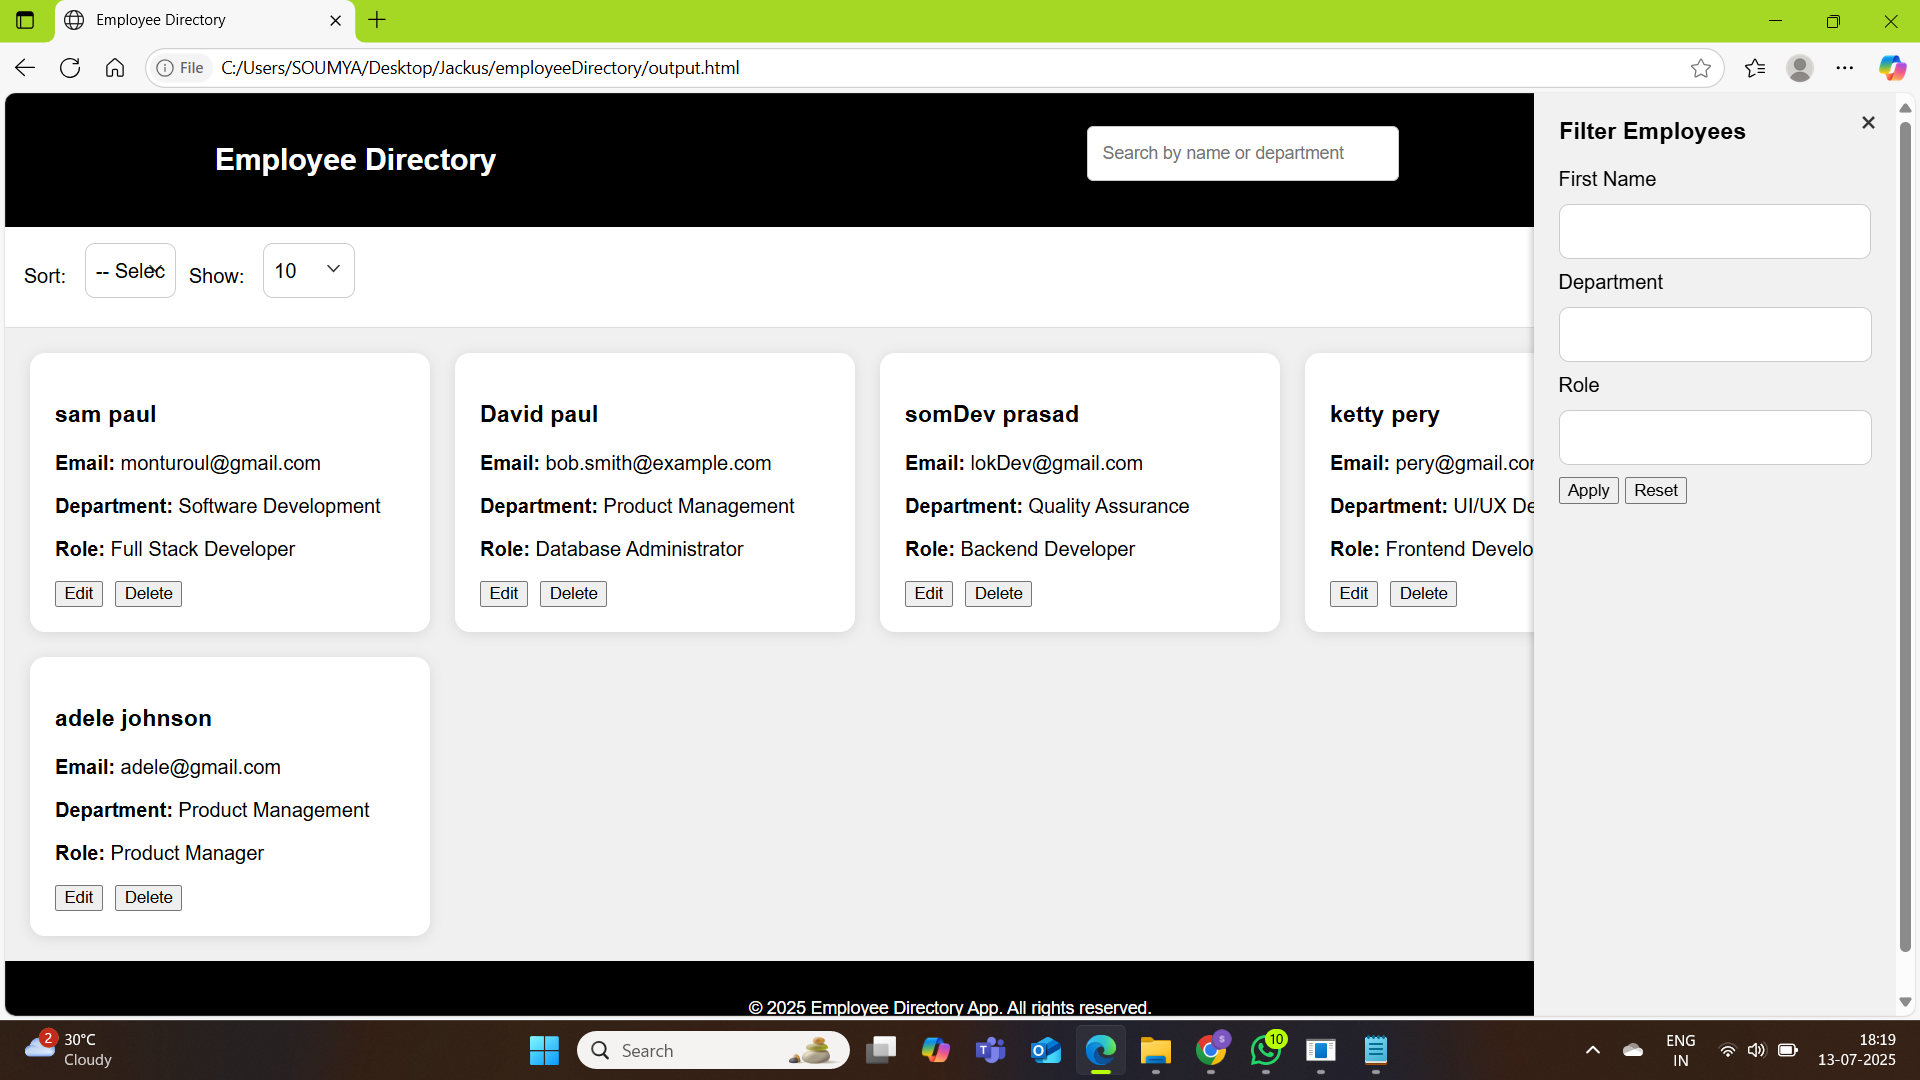 Employee Directory
File C:/Users/SOUMYA/Desktop/Jackus/employeeDirectory/output.html
Employee Directory
Search by name or department
Sort: -- Selec Show: 10
sam paul
Email: monturoul@gmail.com
Department: Software Development
Role: Full Stack Developer
Edit Delete
David paul
Email: bob.smith@example.com
Department: Product Management
Role: Database Administrator
Edit Delete
somDev prasad
Email: lokDev@gmail.com
Department: Quality Assurance
Role: Backend Developer
Edit Delete
ketty pery
Email: pery@gmail.com
Department: UI/UX De
Role: Frontend Develo
Edit Delete
adele johnson
Email: adele@gmail.com
Department: Product Management
Role: Product Manager
Edit Delete
Filter Employees
First Name
Department
Role
Apply Reset
© 2025 Employee Directory App. All rights reserved.
2
30°C
Cloudy
Search
S
10
ENG
IN
18:19
13-07-2025